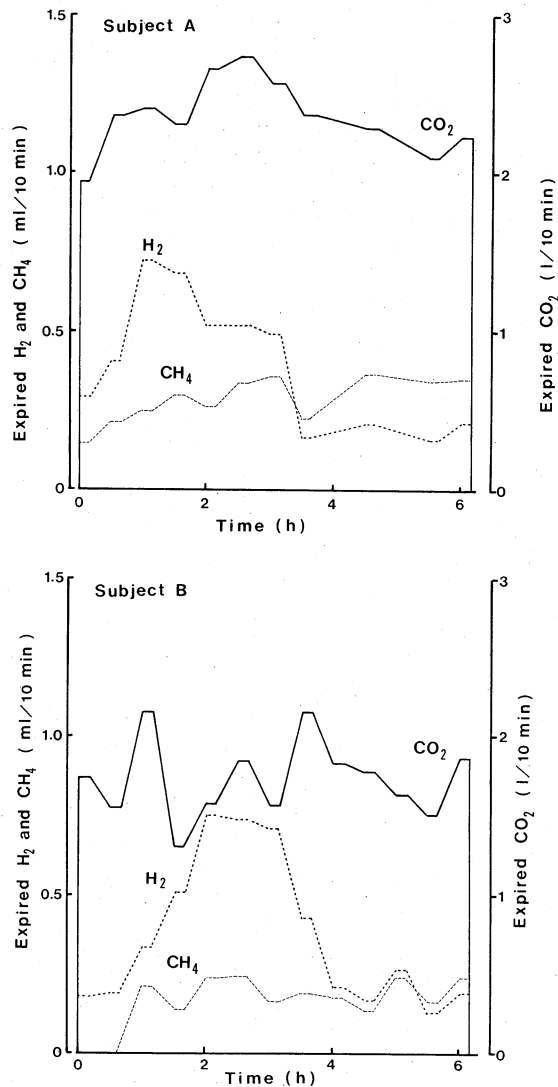 Subject A
1.5
1.0
0.5
0
Expired H2 and CH4 ( ml/10 min )
3
2
1
0
Expired CO2 ( l/10 min )
CO2
H2
CH4
0 2 4 6
Time (h)
Subject B
1.5
1.0
0.5
0
Expired H2 and CH4 ( ml/10 min )
3
2
1
0
Expired CO2 ( l/10 min )
CO2
H2
CH4
0 2 4 6
Time (h)